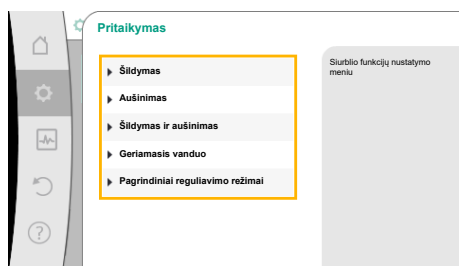 Pritaikymas
Šildymas
Aušinimas
Šildymas ir aušinimas
Geriamasis vanduo
Pagrindiniai reguliavimo režimai
Siurblio funkcijų nustatymo
meniu